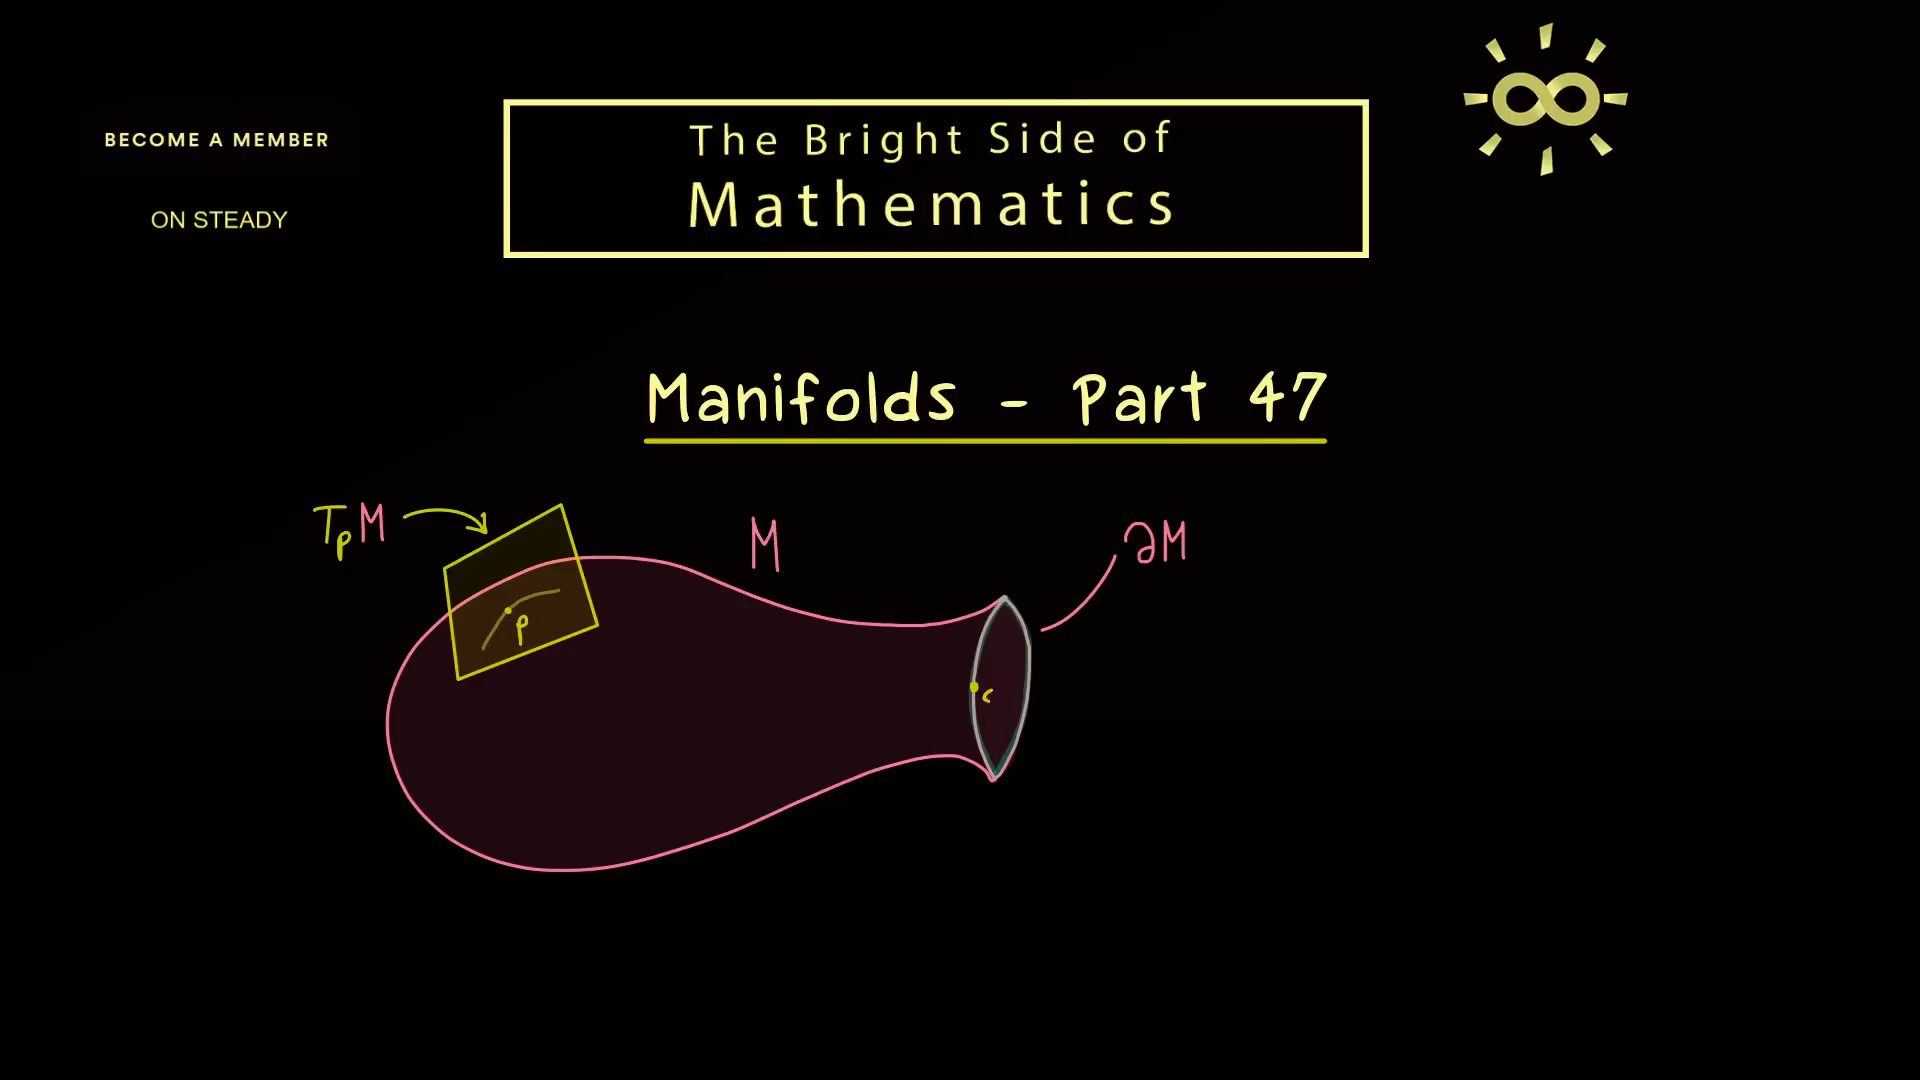 BECOME A MEMBER
ON STEADY
The Bright Side of
Mathematics
Manifolds - Part 47
TₚM
M
∂M
p